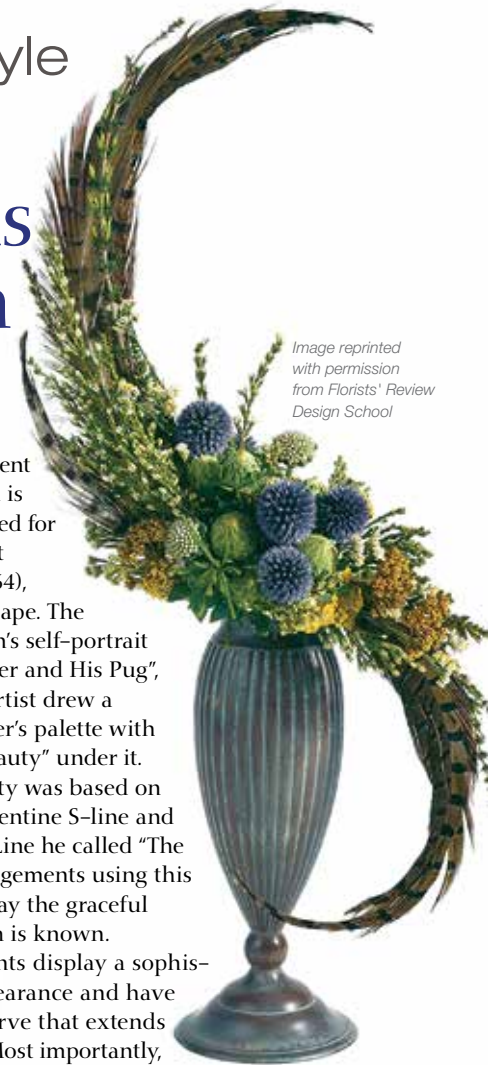 yle
s
n
Image reprinted
with permission
from Florists' Review
Design School
ent
is
ed for
t
54),
ape. The
n's self-portrait
er and His Pug",
rtist drew a
er's palette with
auty" under it.
ty was based on
entine S-line and
Line he called "The
gements using this
ay the graceful
n is known.
nts display a sophis-
earance and have
rve that extends
Most importantly,